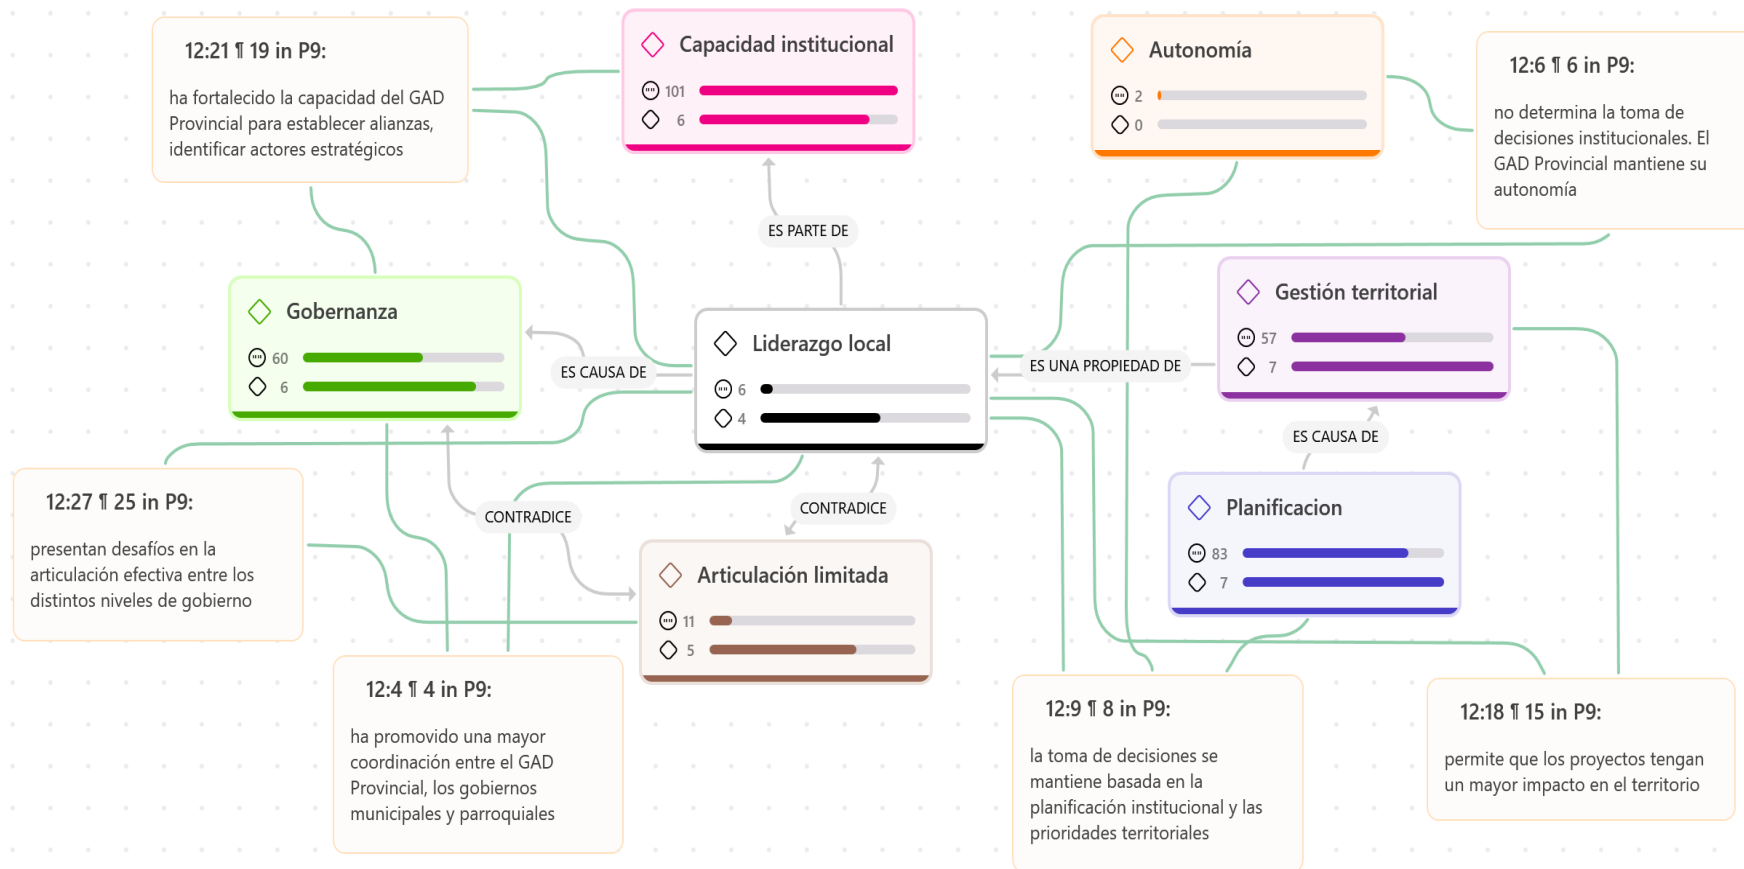 12:21 ¶ 19 in P9:
ha fortalecido la capacidad del GAD
Provincial para establecer alianzas,
identificar actores estratégicos
Capacidad institucional
101
6
Autonomía
2
0
12:6 ¶ 6 in P9:
no determina la toma de
decisiones institucionales. El
GAD Provincial mantiene su
autonomía
ES PARTE DE
Gobernanza
60
6
ES CAUSA DE
Liderazgo local
6
4
ES UNA PROPIEDAD DE
Gestión territorial
57
7
ES CAUSA DE
12:27 ¶ 25 in P9:
presentan desafíos en la
articulación efectiva entre los
distintos niveles de gobierno
CONTRADICE
CONTRADICE
Planificacion
83
7
Articulación limitada
11
5
12:4 ¶ 4 in P9:
ha promovido una mayor
coordinación entre el GAD
Provincial, los gobiernos
municipales y parroquiales
12:9 ¶ 8 in P9:
la toma de decisiones se
mantiene basada en la
planificación institucional y las
prioridades territoriales
12:18 ¶ 15 in P9:
permite que los proyectos tengan
un mayor impacto en el territorio